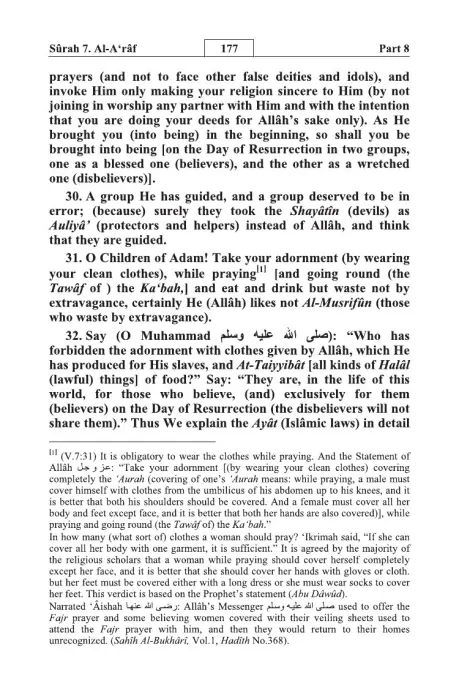 Sûrah 7. Al-A‘râf 177 Part 8
prayers (and not to face other false deities and idols), and
invoke Him only making your religion sincere to Him (by not
joining in worship any partner with Him and with the intention
that you are doing your deeds for Allâh’s sake only). As He
brought you (into being) in the beginning, so shall you be
brought into being [on the Day of Resurrection in two groups,
one as a blessed one (believers), and the other as a wretched
one (disbelievers)].
30. A group He has guided, and a group deserved to be in
error; (because) surely they took the Shayâtîn (devils) as
Auliyâ’ (protectors and helpers) instead of Allâh, and think
that they are guided.
31. O Children of Adam! Take your adornment (by wearing
your clean clothes), while praying[1] [and going round (the
Tawâf of ) the Ka‘bah,] and eat and drink but waste not by
extravagance, certainly He (Allâh) likes not Al-Musrifûn (those
who waste by extravagance).
32. Say (O Muhammad صلى الله عليه وسلم): “Who has
forbidden the adornment with clothes given by Allâh, which He
has produced for His slaves, and At-Taiyyibât [all kinds of Halâl
(lawful) things] of food?” Say: “They are, in the life of this
world, for those who believe, (and) exclusively for them
(believers) on the Day of Resurrection (the disbelievers will not
share them).” Thus We explain the Ayât (Islâmic laws) in detail
[1] (V.7:31) It is obligatory to wear the clothes while praying. And the Statement of
Allâh عز و جل: “Take your adornment [(by wearing your clean clothes) covering
completely the ‘Aurah (covering of one’s ‘Aurah means: while praying, a male must
cover himself with clothes from the umbilicus of his abdomen up to his knees, and it
is better that both his shoulders should be covered. And a female must cover all her
body and feet except face, and it is better that both her hands are also covered)], while
praying and going round (the Tawâf of) the Ka‘bah.”
In how many (what sort of) clothes a woman should pray? ‘Ikrimah said, “If she can
cover all her body with one garment, it is sufficient.” It is agreed by the majority of
the religious scholars that a woman while praying should cover herself completely
except her face, and it is better that she should cover her hands with gloves or cloth.
but her feet must be covered either with a long dress or she must wear socks to cover
her feet. This verdict is based on the Prophet’s statement (Abu Dâwûd).
Narrated ‘Âishah رضى الله عنها: Allâh’s Messenger صلى الله عليه وسلم used to offer the
Fajr prayer and some believing women covered with their veiling sheets used to
attend the Fajr prayer with him, and then they would return to their homes
unrecognized. (Sahîh Al-Bukhârî, Vol.1, Hadîth No.368).